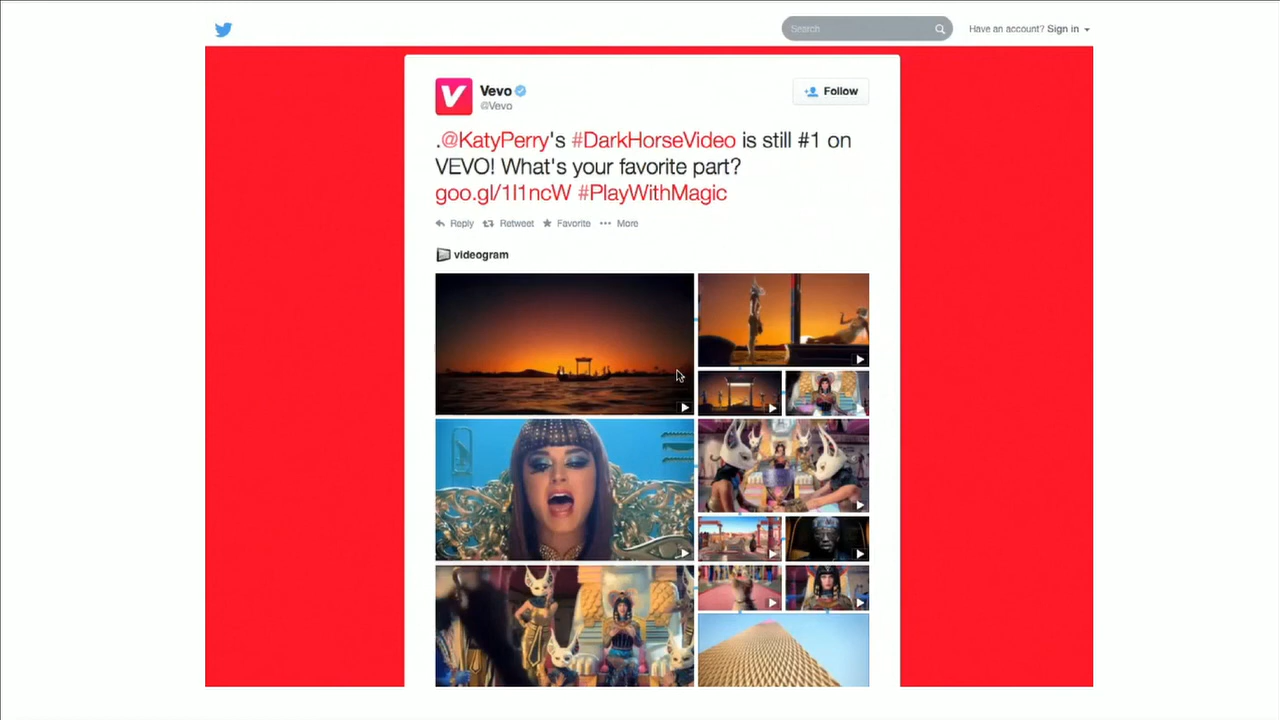 Search
Have an account? Sign in
Vevo
@Vevo
Follow
.@KatyPerry's #DarkHorseVideo is still #1 on
VEVO! What's your favorite part?
goo.gl/1l1ncW #PlayWithMagic
Reply Retweet Favorite More
videogram